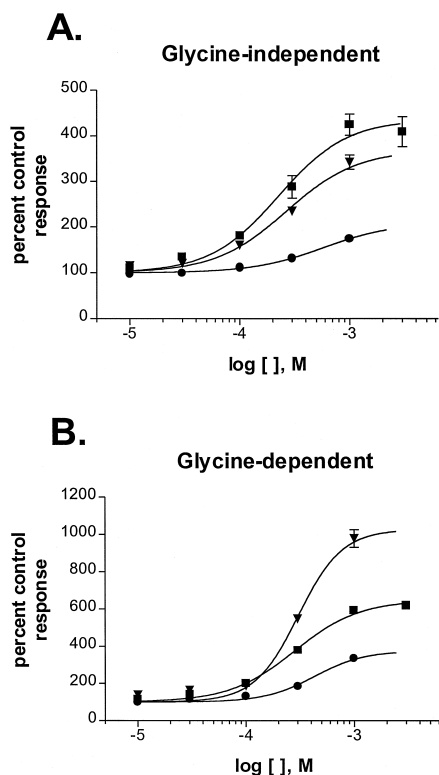 A.
Glycine-independent
percent control
response
500
400
300
200
100
0
-5
-4
-3
log [ ], M
B.
Glycine-dependent
percent control
response
1200
1000
800
600
400
200
0
-5
-4
-3
log [ ], M